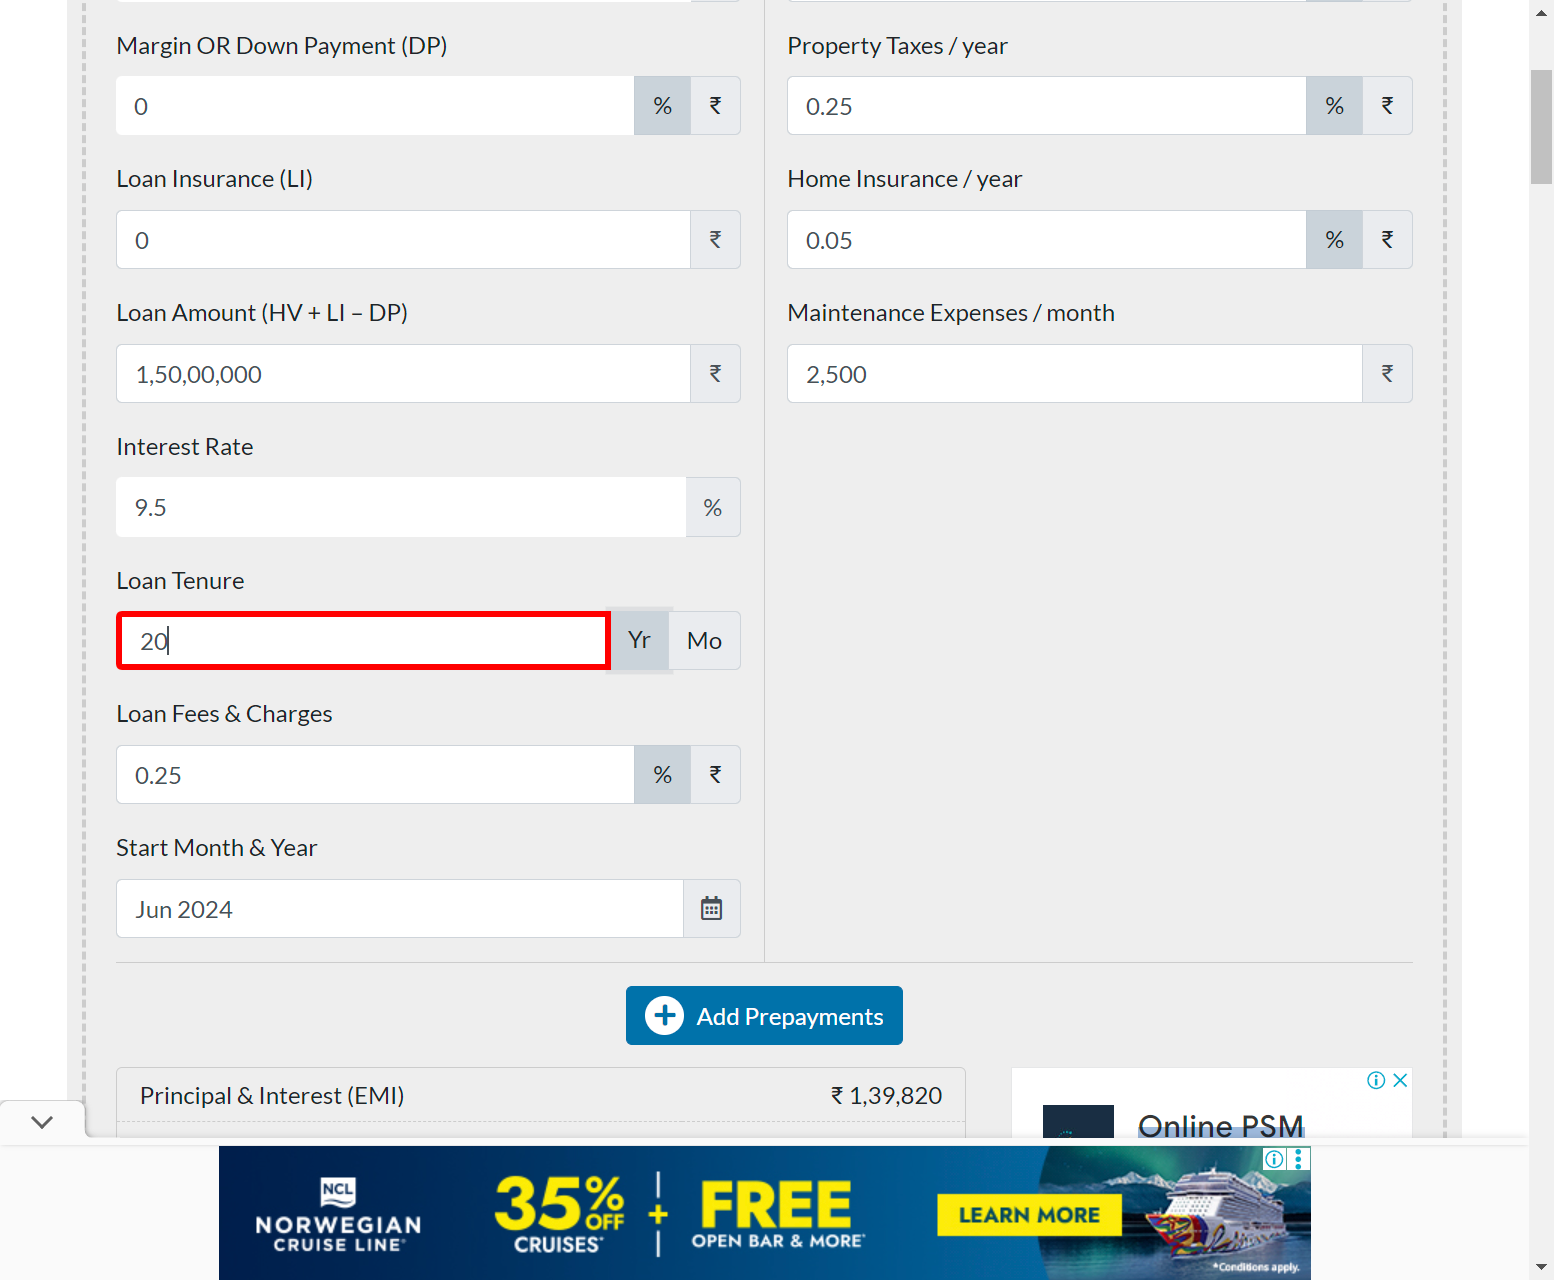 Margin OR Down Payment (DP)
0 % ₹
Loan Insurance (LI)
0 ₹
Loan Amount (HV + LI – DP)
1,50,00,000 ₹
Interest Rate
9.5 %
Loan Tenure
20 Yr Mo
Loan Fees & Charges
0.25 % ₹
Start Month & Year
Jun 2024
Property Taxes / year
0.25 % ₹
Home Insurance / year
0.05 % ₹
Maintenance Expenses / month
2,500 ₹
Add Prepayments
Principal & Interest (EMI) ₹ 1,39,820
Online PSM
NCL
NORWEGIAN
CRUISE LINE®
35% OFF
CRUISES*
+
FREE
OPEN BAR & MORE*
LEARN MORE
*Conditions apply.